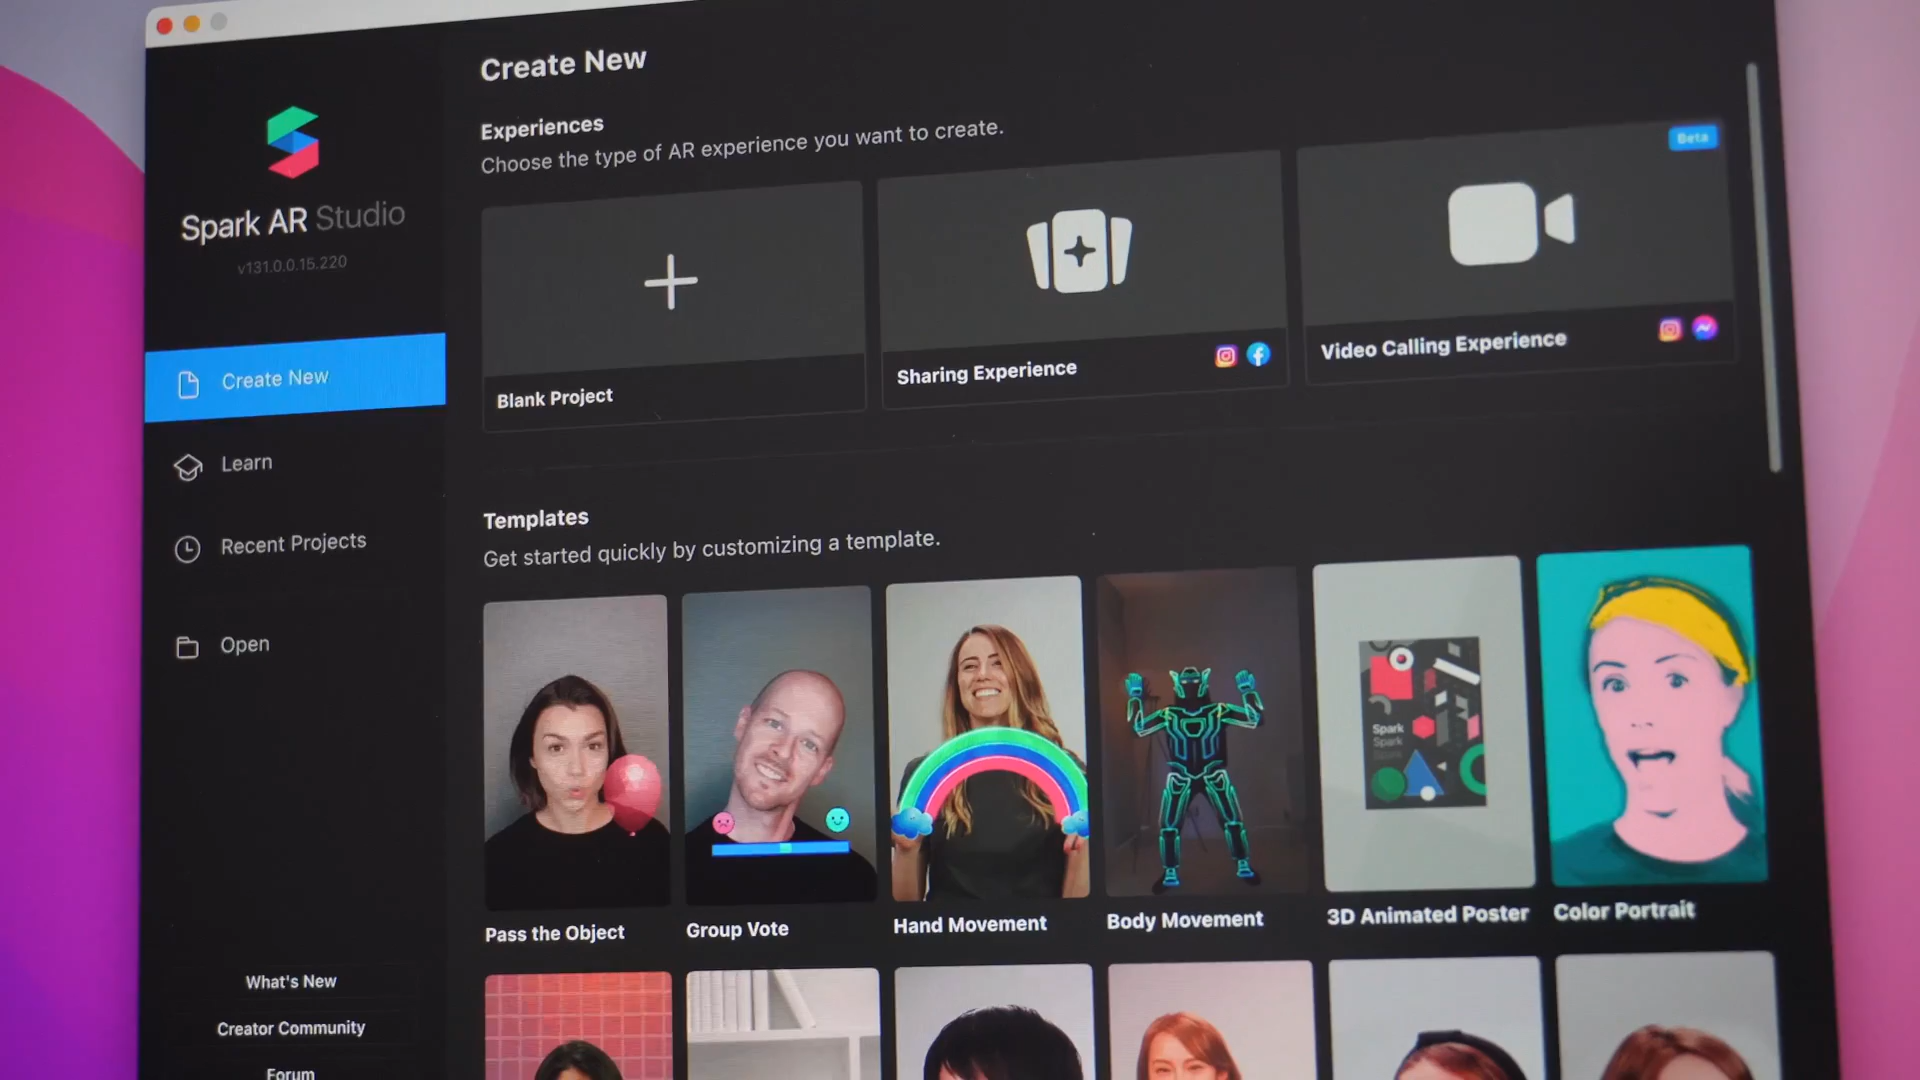 Spark AR Studio
v131.0.0.15.220
Create New
Learn
Recent Projects
Open
What's New
Creator Community
Forum
Create New
Experiences
Choose the type of AR experience you want to create.
Blank Project
Sharing Experience
Beta
Video Calling Experience
Templates
Get started quickly by customizing a template.
Spark
Spark
Pass the Object
Group Vote
Hand Movement
Body Movement
3D Animated Poster
Color Portrait